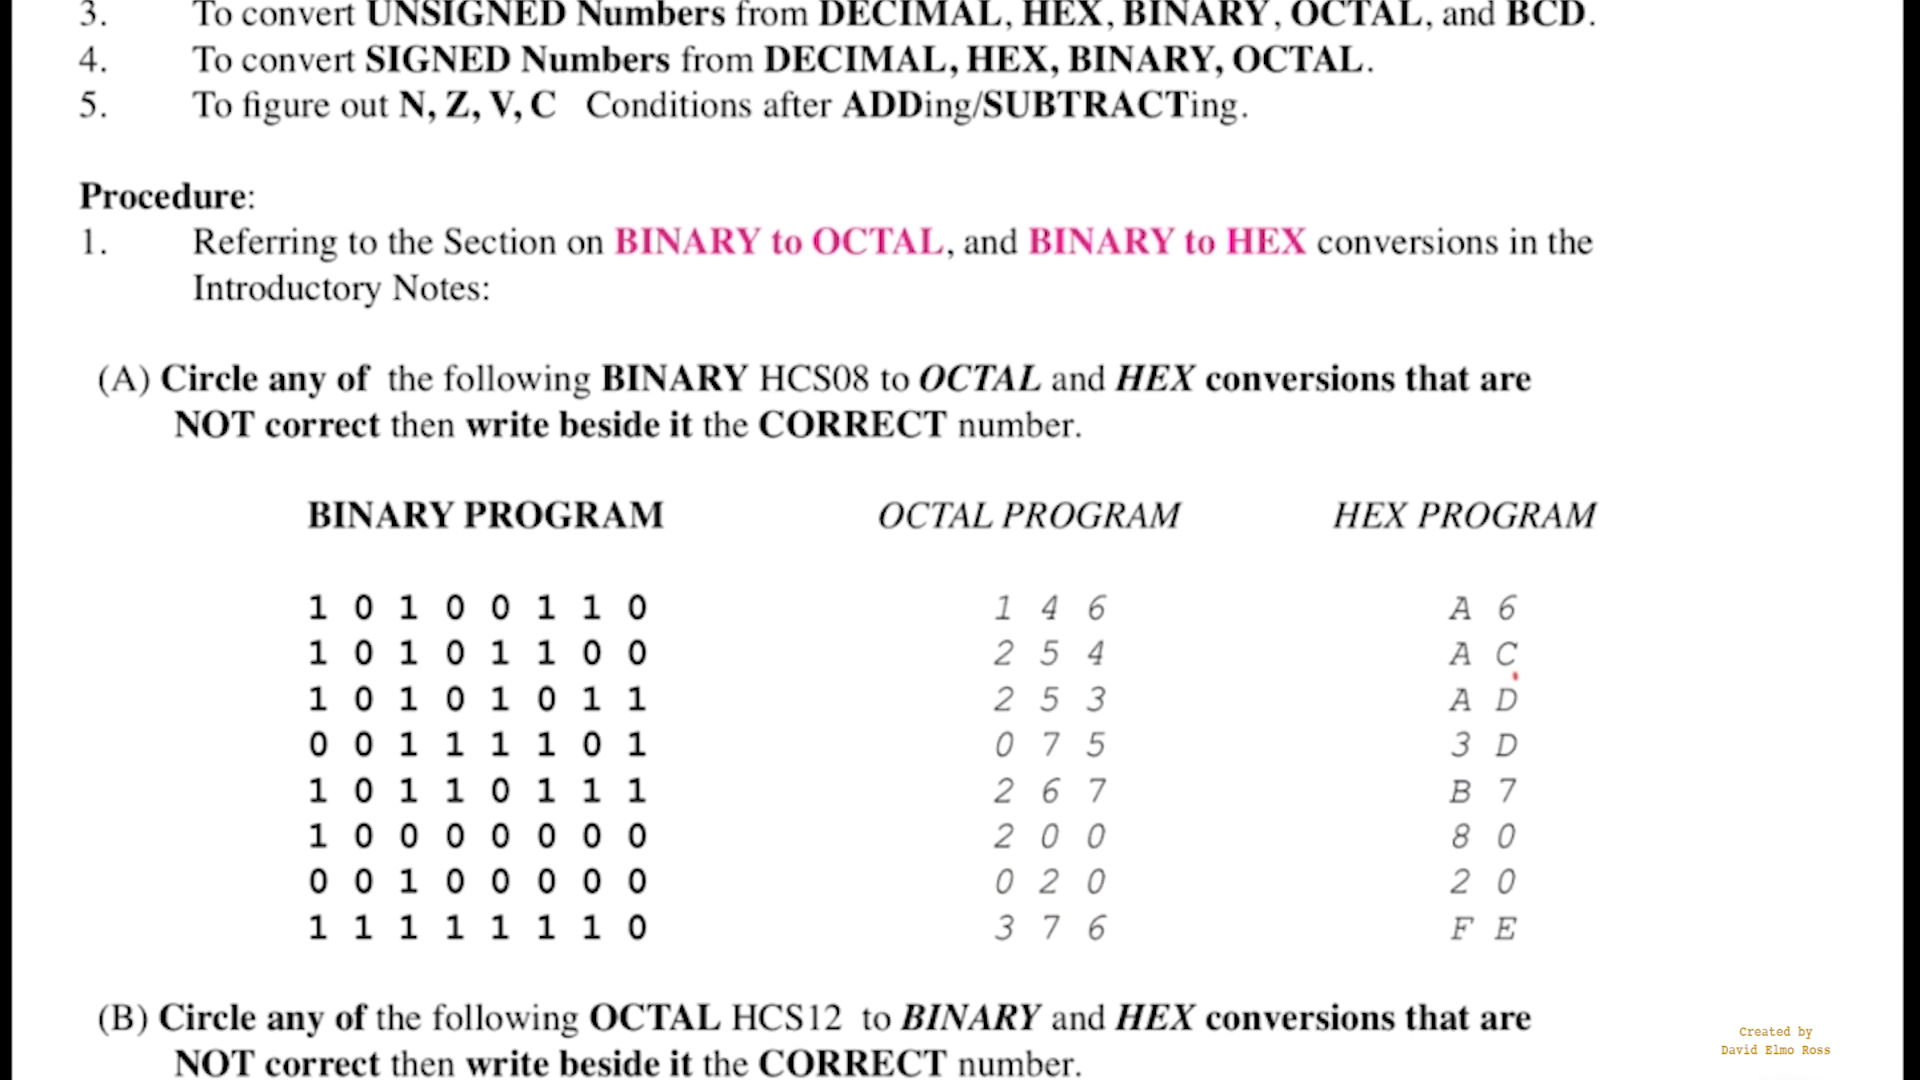 3. To convert UNSIGNED Numbers from DECIMAL, HEX, BINARY, OCTAL, and BCD.
4. To convert SIGNED Numbers from DECIMAL, HEX, BINARY, OCTAL.
5. To figure out N, Z, V, C Conditions after ADDing/SUBTRACTing.
Procedure:
1. Referring to the Section on BINARY to OCTAL, and BINARY to HEX conversions in the
Introductory Notes:
(A) Circle any of the following BINARY HCS08 to OCTAL and HEX conversions that are
NOT correct then write beside it the CORRECT number.
BINARY PROGRAM OCTAL PROGRAM HEX PROGRAM
1 0 1 0 0 1 1 0 1 4 6 A 6
1 0 1 0 1 1 0 0 2 5 4 A C
1 0 1 0 1 0 1 1 2 5 3 A D
0 0 1 1 1 1 0 1 0 7 5 3 D
1 0 1 1 0 1 1 1 2 6 7 B 7
1 0 0 0 0 0 0 0 2 0 0 8 0
0 0 1 0 0 0 0 0 0 2 0 2 0
1 1 1 1 1 1 1 0 3 7 6 F E
(B) Circle any of the following OCTAL HCS12 to BINARY and HEX conversions that are
NOT correct then write beside it the CORRECT number.
Created by
David Elmo Ross